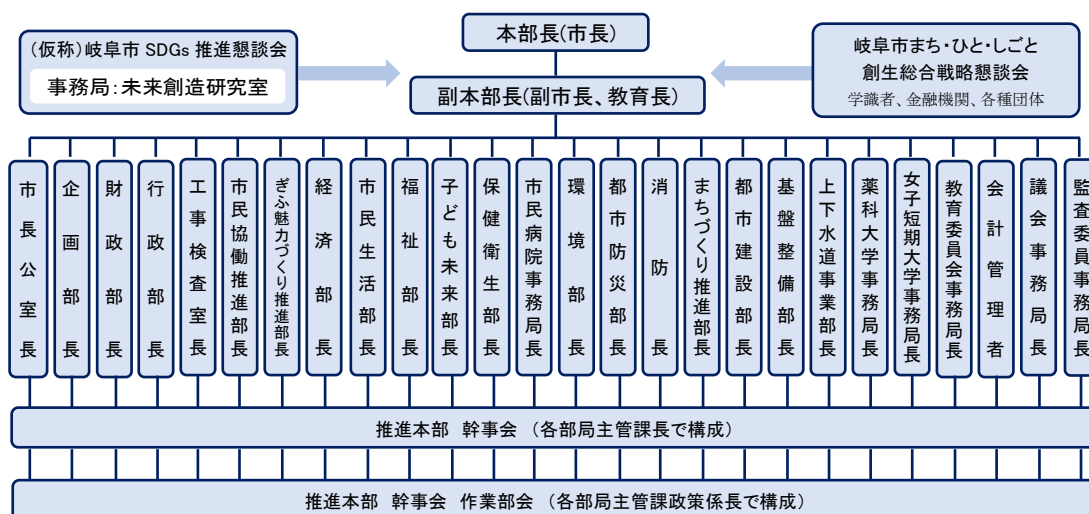 本部長(市長)
(仮称)岐阜市 SDGs 推進懇談会
事務局:未来創造研究室
岐阜市まち・ひと・しごと
創生総合戦略懇談会
学識者、金融機関、各種団体
副本部長(副市長、教育長)
市長公室長
企画部長
財政部長
行政部長
工事検査室長
市民協働推進部長
ぎふ魅力づくり推進部長
経済部長
市民生活部長
福祉部長
子ども未来部長
保健衛生部長
市民病院事務局長
環境部長
都市防災部長
消防長
まちづくり推進部長
都市建設部長
基盤整備部長
上下水道事業部長
薬科大学事務局長
女子短期大学事務局長
教育委員会事務局長
会計管理者
議会事務局長
監査委員事務局長
推進本部 幹事会 (各部局主管課長で構成)
推進本部 幹事会 作業部会 (各部局主管課政策係長で構成)